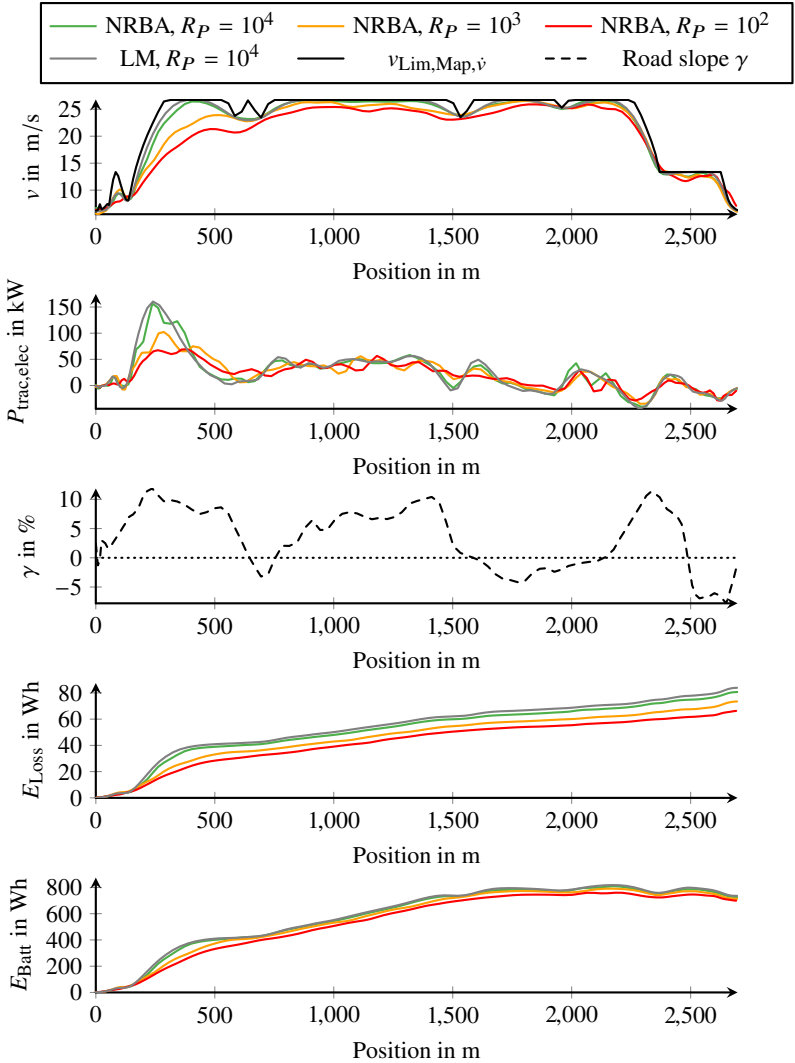 NRBA, R_P = 10^4 NRBA, R_P = 10^3 NRBA, R_P = 10^2
LM, R_P = 10^4 v_Lim,Map,v̇ Road slope γ
v in m/s
25
20
15
10
0 500 1,000 1,500 2,000 2,500
Position in m
P_trac,elec in kW
150
100
50
0
0 500 1,000 1,500 2,000 2,500
Position in m
γ in %
10
5
0
−5
0 500 1,000 1,500 2,000 2,500
Position in m
E_Loss in Wh
80
60
40
20
0
0 500 1,000 1,500 2,000 2,500
Position in m
E_Batt in Wh
800
600
400
200
0
0 500 1,000 1,500 2,000 2,500
Position in m